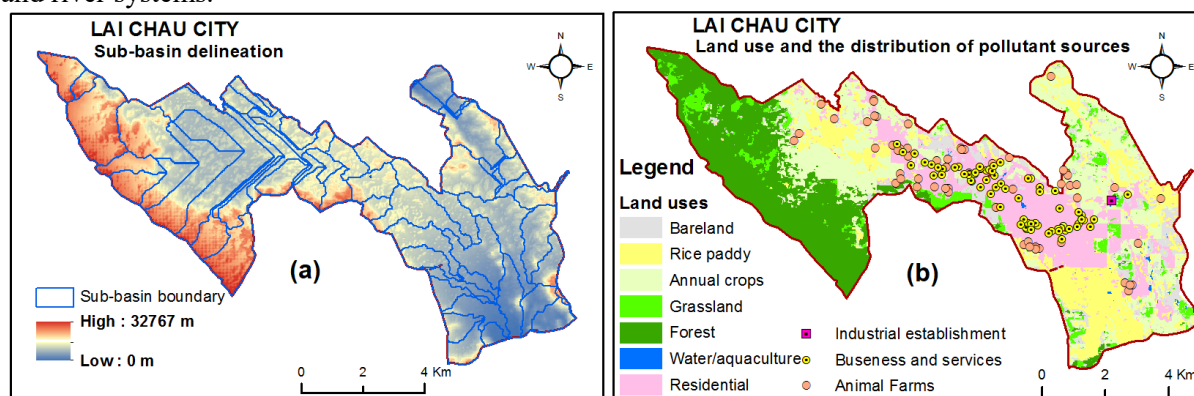 and river systems.
LAI CHAU CITY
Sub-basin delineation
N
W E
S
(a)
Sub-basin boundary
High : 32767 m
Low : 0 m
0 2 4 Km
LAI CHAU CITY
Land use and the distribution of pollutant sources
N
W E
S
Legend
Land uses
Bareland
Rice paddy
Annual crops
Grassland
Forest
Water/aquaculture
Residential
(b)
Industrial establishment
Buseness and services
Animal Farms
0 2 4 Km